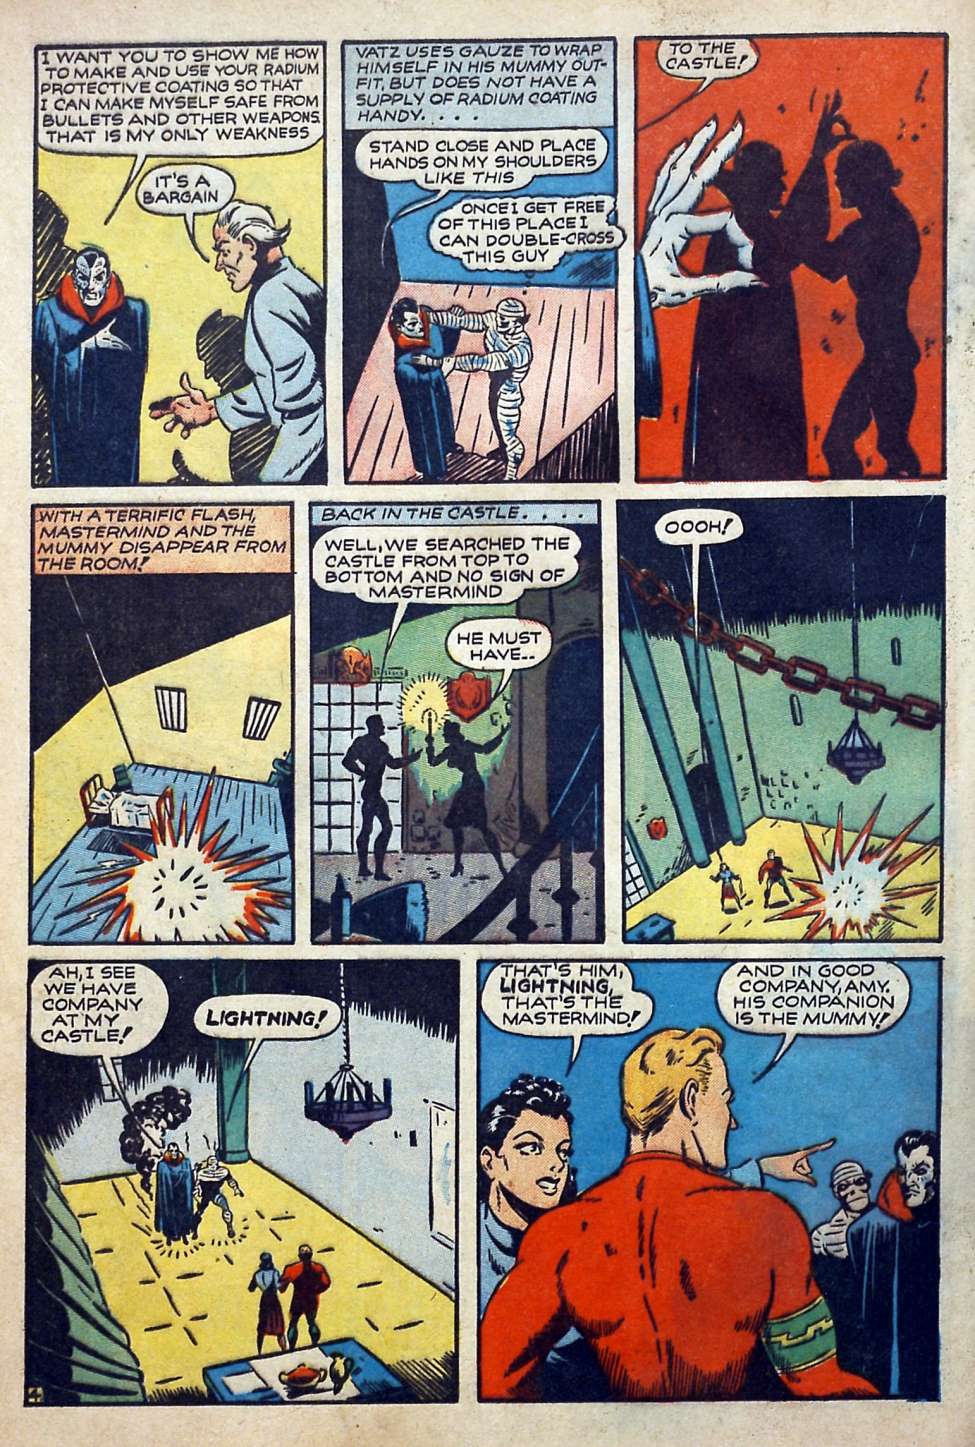 I WANT YOU TO SHOW ME HOW
TO MAKE AND USE YOUR RADIUM
PROTECTIVE COATING SO THAT
I CAN MAKE MYSELF SAFE FROM
BULLETS AND OTHER WEAPONS.
THAT IS MY ONLY WEAKNESS
IT'S A
BARGAIN
VATZ USES GAUZE TO WRAP
HIMSELF IN HIS MUMMY OUT-
FIT, BUT DOES NOT HAVE A
SUPPLY OF RADIUM COATING
HANDY. . . .
STAND CLOSE AND PLACE
HANDS ON MY SHOULDERS
LIKE THIS
ONCE I GET FREE
OF THIS PLACE I
CAN DOUBLE-CROSS
THIS GUY
TO THE
CASTLE!
WITH A TERRIFIC FLASH,
MASTERMIND AND THE
MUMMY DISAPPEAR FROM
THE ROOM!
BACK IN THE CASTLE. . . .
WELL, WE SEARCHED THE
CASTLE FROM TOP TO
BOTTOM AND NO SIGN OF
MASTERMIND
HE MUST
HAVE--
OOOH!
AH, I SEE
WE HAVE
COMPANY
AT MY
CASTLE!
LIGHTNING!
4
THAT'S HIM,
LIGHTNING,
THAT'S THE
MASTERMIND!
AND IN GOOD
COMPANY, AMY.
HIS COMPANION
IS THE MUMMY!